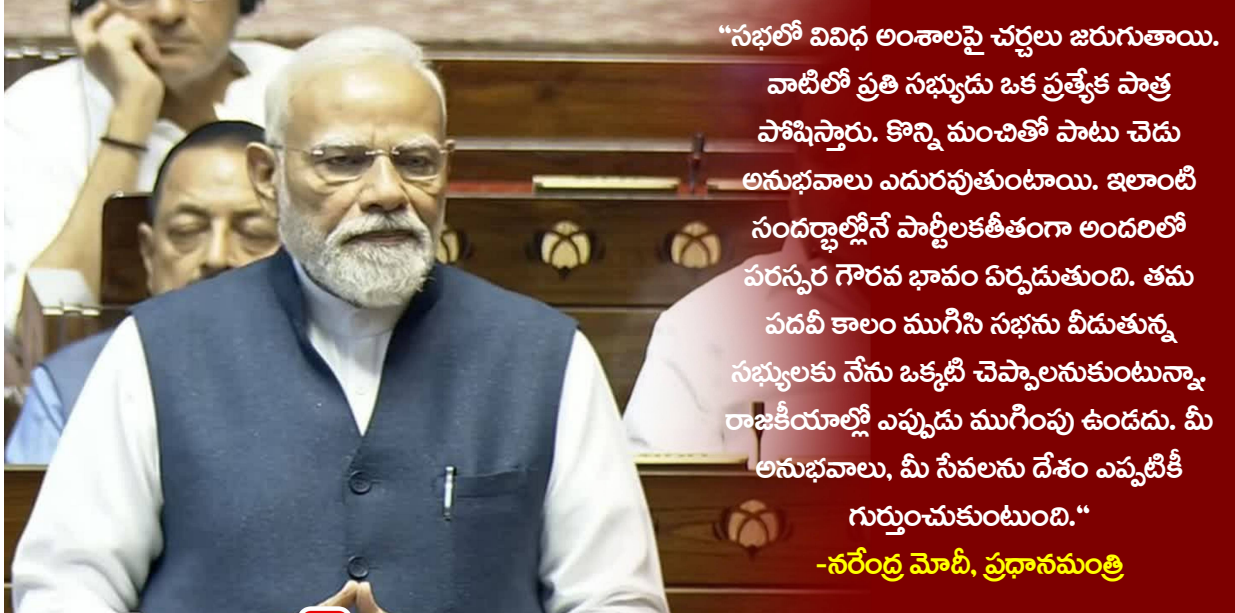 “సభలో వివిధ అంశాలపై చర్చలు జరుగుతాయి.
వాటిలో ప్రతి సభ్యుడు ఒక ప్రత్యేక పాత్ర
పోషిస్తారు. కొన్ని మంచితో పాటు చెడు
అనుభవాలు ఎదురవుతుంటాయి. ఇలాంటి
సందర్భాల్లోనే పార్టీలకతీతంగా అందరిలో
పరస్పర గౌరవ భావం ఏర్పడుతుంది. తమ
పదవీ కాలం ముగిసి సభను వీడుతున్న
సభ్యులకు నేను ఒక్కటి చెప్పాలనుకుంటున్నా.
రాజకీయాల్లో ఎప్పుడు ముగింపు ఉండదు. మీ
అనుభవాలు, మీ సేవలను దేశం ఎప్పటికీ
గుర్తుంచుకుంటుంది.“
-నరేంద్ర మోదీ, ప్రధానమంత్రి